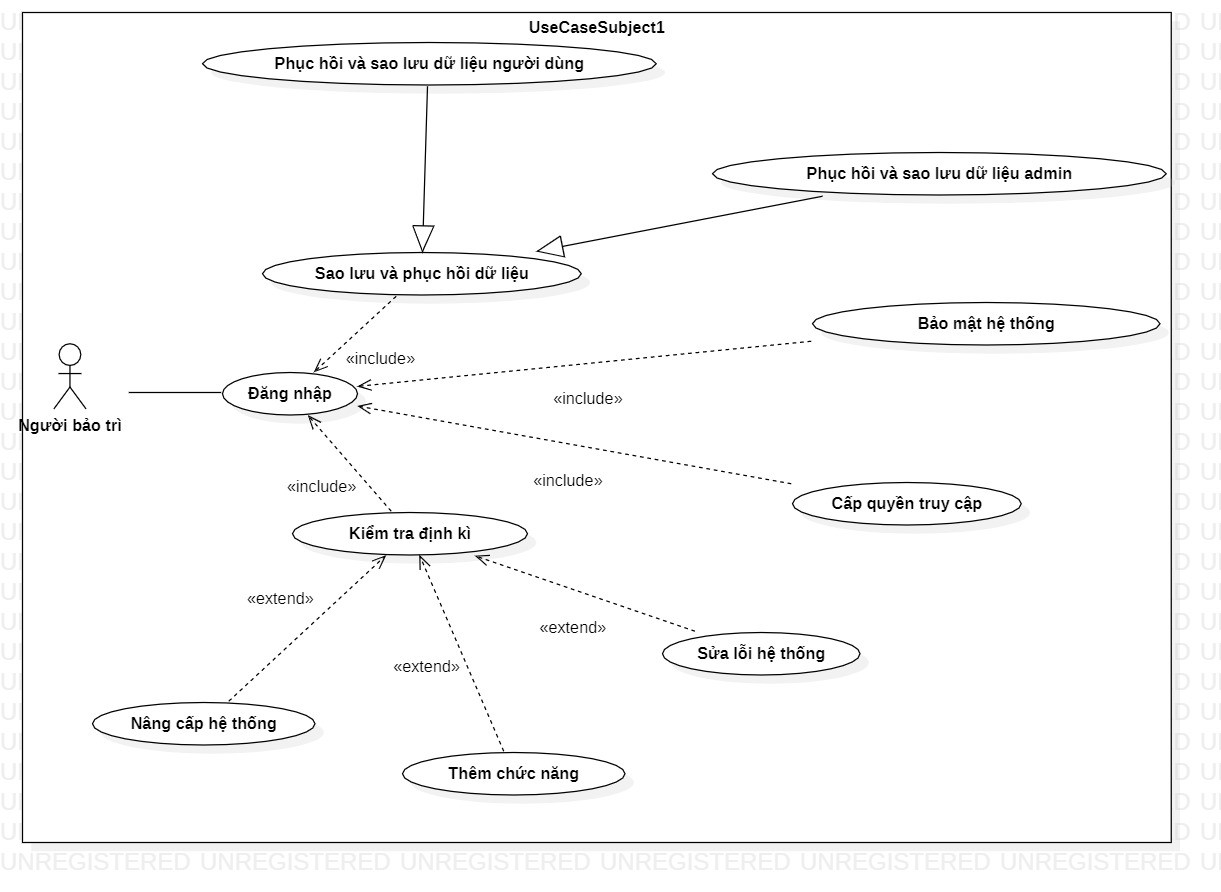 UseCaseSubject1
Phục hồi và sao lưu dữ liệu người dùng
Phục hồi và sao lưu dữ liệu admin
Sao lưu và phục hồi dữ liệu
Bảo mật hệ thống
«include»
Đăng nhập
«include»
Người bảo trì
«include»
«include»
Cấp quyền truy cập
Kiểm tra định kì
«extend»
«extend»
Sửa lỗi hệ thống
«extend»
Nâng cấp hệ thống
Thêm chức năng
UNREGISTERED UNREGISTERED UNREGISTERED UNREGISTERED UNREGISTERED UNREGISTERED UN